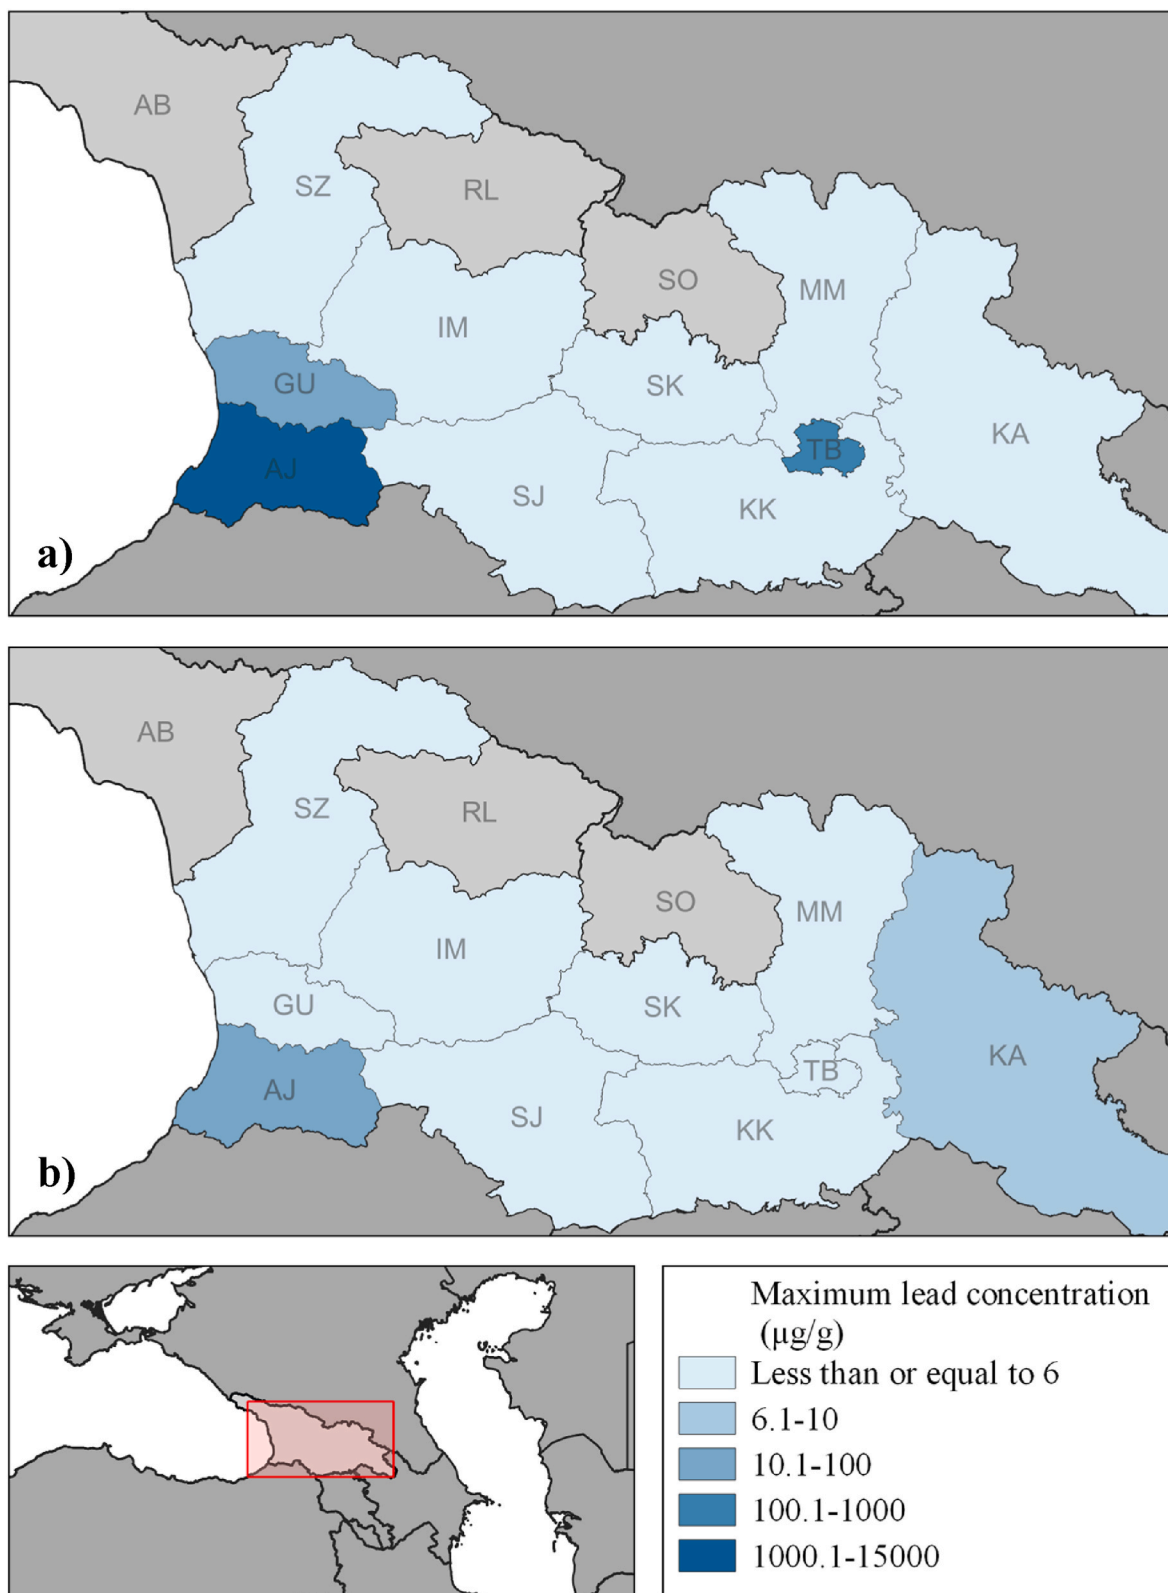 AB
SZ
RL
SO
MM
IM
GU
SK
KA
TB
AJ
SJ
KK
a)
AB
SZ
RL
SO
MM
IM
GU
SK
KA
TB
AJ
SJ
KK
b)
Maximum lead concentration
(µg/g)
Less than or equal to 6
6.1-10
10.1-100
100.1-1000
1000.1-15000